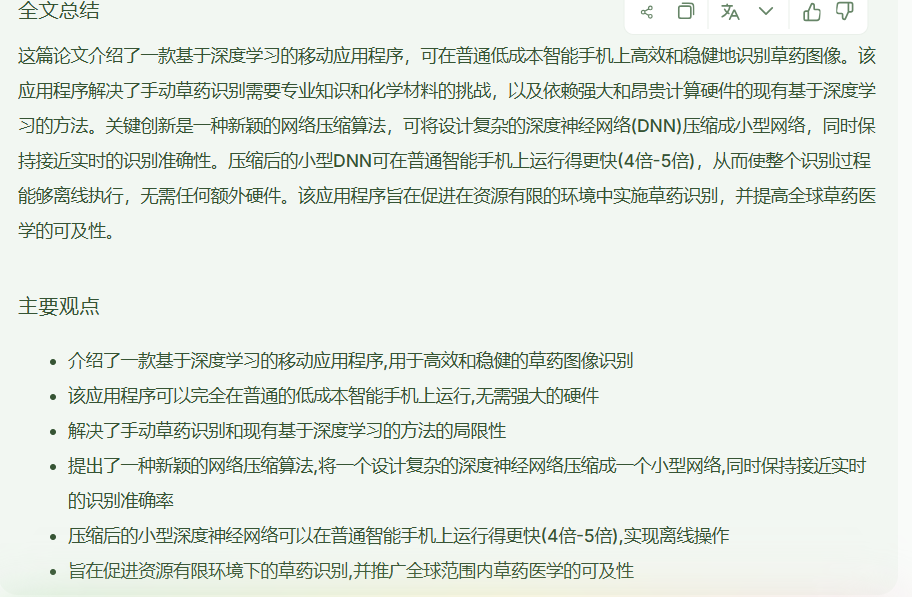 全文总结
这篇论文介绍了一款基于深度学习的移动应用程序，可在普通低成本智能手机上高效和稳健地识别草药图像。该
应用程序解决了手动草药识别需要专业知识和化学材料的挑战，以及依赖强大和昂贵计算硬件的现有基于深度学
习的方法。关键创新是一种新颖的网络压缩算法，可将设计复杂的深度神经网络(DNN)压缩成小型网络，同时保
持接近实时的识别准确性。压缩后的小型DNN可在普通智能手机上运行得更快(4倍-5倍)，从而使整个识别过程
能够离线执行，无需任何额外硬件。该应用程序旨在促进在资源有限的环境中实施草药识别，并提高全球草药医
学的可及性。
主要观点
• 介绍了一款基于深度学习的移动应用程序,用于高效和稳健的草药图像识别
• 该应用程序可以完全在普通的低成本智能手机上运行,无需强大的硬件
• 解决了手动草药识别和现有基于深度学习的方法的局限性
• 提出了一种新颖的网络压缩算法,将一个设计复杂的深度神经网络压缩成一个小型网络,同时保持接近实时
的识别准确率
• 压缩后的小型深度神经网络可以在普通智能手机上运行得更快(4倍-5倍),实现离线操作
• 旨在促进资源有限环境下的草药识别,并推广全球范围内草药医学的可及性